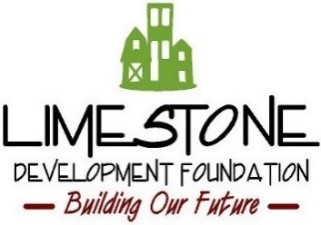 LIMESTONE
DEVELOPMENT FOUNDATION
Building Our Future